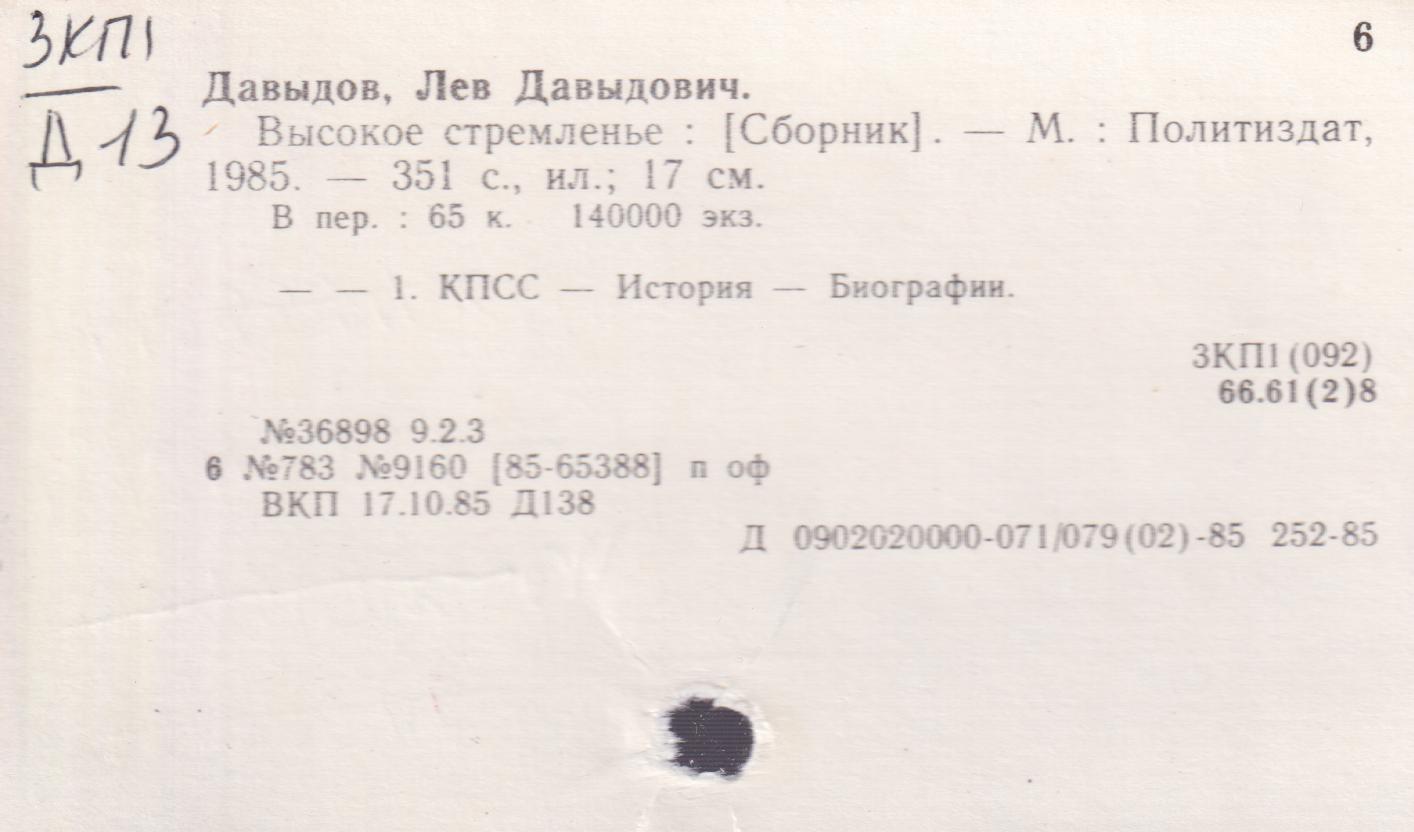 3КП1
6
Д13
Давыдов, Лев Давыдович.
Высокое стремленье : [Сборник]. — М. : Политиздат,
1985. — 351 с., ил.; 17 см.
В пер. : 65 к. 140000 экз.
— — 1. КПСС — История — Биографии.
3КП1(092)
66.61(2)8
№36898 9.2.3
6 №783 №9160 [85-65388] п оф
ВКП 17.10.85 Д138
Д 0902020000-071/079(02)-85 252-85